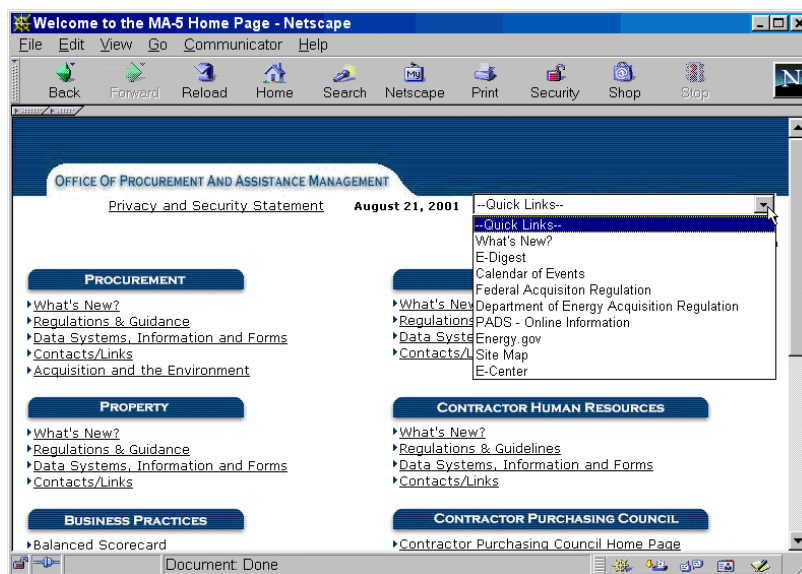 Welcome to the MA-5 Home Page - Netscape
File Edit View Go Communicator Help
Back Forward Reload Home Search Netscape Print Security Shop Stop
My
N
OFFICE OF PROCUREMENT AND ASSISTANCE MANAGEMENT
Privacy and Security Statement August 21, 2001 --Quick Links--
--Quick Links--
What's New?
E-Digest
Calendar of Events
Federal Acquisiton Regulation
Department of Energy Acquisition Regulation
PADS - Online Information
Energy.gov
Site Map
E-Center
PROCUREMENT
What's New?
Regulations & Guidance
Data Systems, Information and Forms
Contacts/Links
Acquisition and the Environment
What's New
Regulations
Data Syste
Contacts/L
PROPERTY
What's New?
Regulations & Guidance
Data Systems, Information and Forms
Contacts/Links
CONTRACTOR HUMAN RESOURCES
What's New?
Regulations & Guidelines
Data Systems, Information and Forms
Contacts/Links
BUSINESS PRACTICES
Balanced Scorecard
CONTRACTOR PURCHASING COUNCIL
Contractor Purchasing Council Home Page
Document: Done